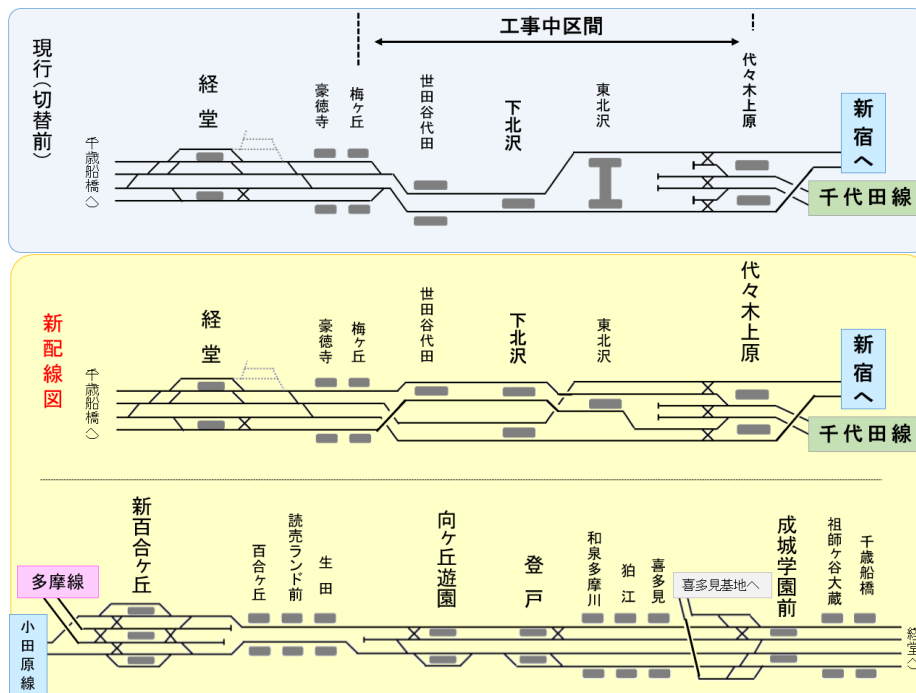 現行(切替前)
工事中区間
千歳船橋へ
経堂
豪徳寺
梅ヶ丘
世田谷代田
下北沢
東北沢
代々木上原
新宿へ
千代田線
新配線図
千歳船橋へ
経堂
豪徳寺
梅ヶ丘
世田谷代田
下北沢
東北沢
代々木上原
新宿へ
千代田線
小田原線
多摩線
新百合ヶ丘
百合ヶ丘
読売ランド前
生田
向ヶ丘遊園
登戸
和泉多摩川
狛江
喜多見
喜多見基地へ
成城学園前
祖師ヶ谷大蔵
千歳船橋
経堂へ